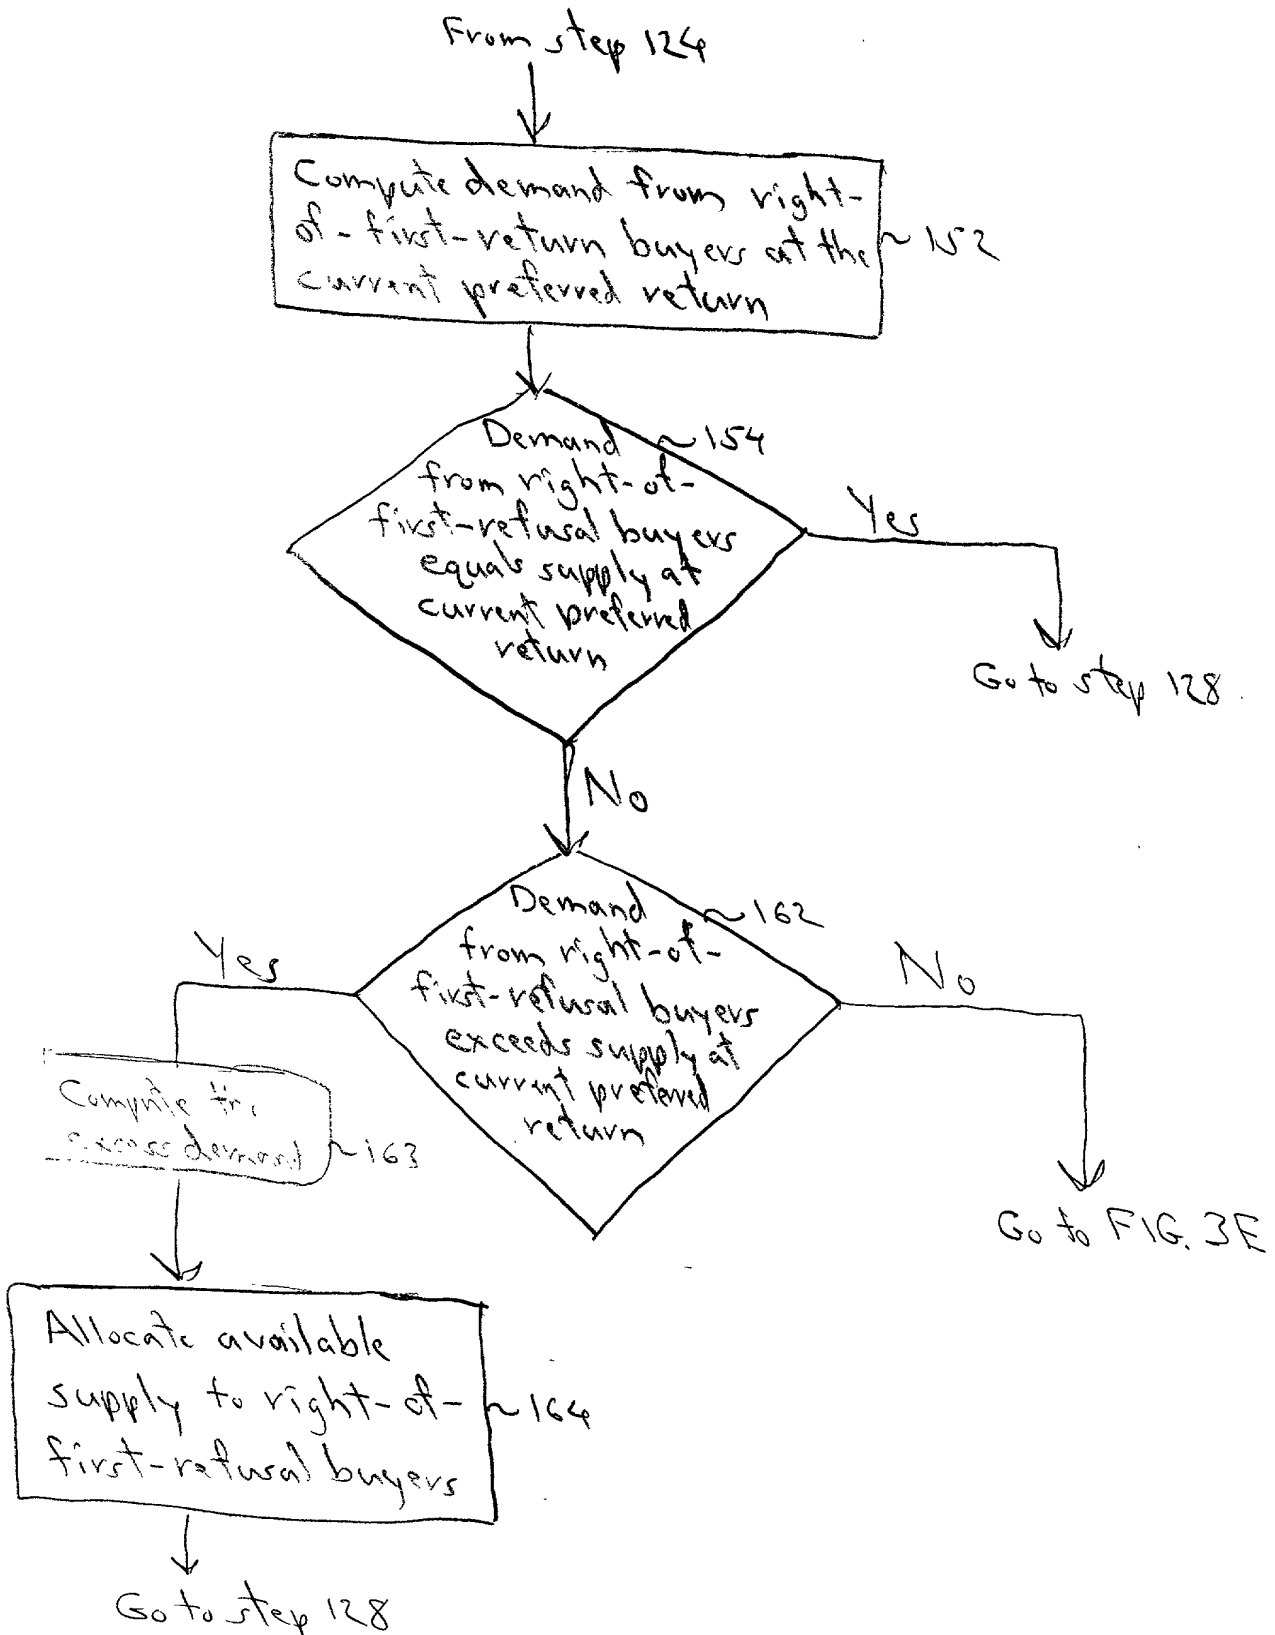 From step 124
Compute demand from right-
of-first-return buyers at the
current preferred return
~152
Demand
~154
from right-of-
first-refusal buyers
equals supply at
current preferred
return
Yes
Go to step 128
No
Demand
~162
from right-of-
first-refusal buyers
exceeds supply at
current preferred
return
Yes
No
Compute the
excess demand
~163
Go to FIG. 3E
Allocate available
supply to right-of-
first-refusal buyers
~164
Go to step 128